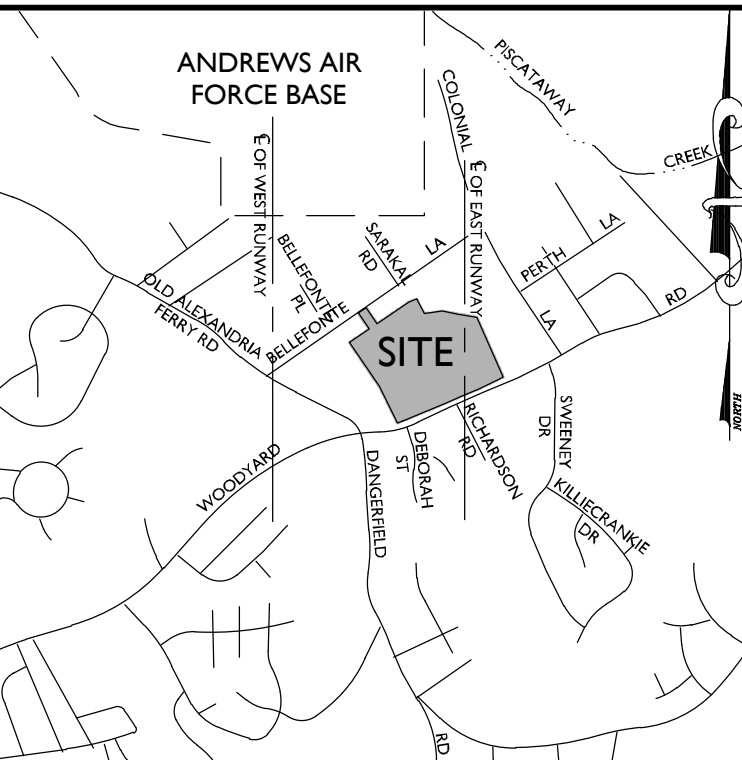 ANDREWS AIR
FORCE BASE
PISCATAWAY
CREEK
COLONIAL
LA
℄ OF WEST RUNWAY
℄ OF EAST RUNWAY
BELLEFONTE
PL
SARAKAL
RD
BELLEFONTE
LA
PERTH
LA
OLD ALEXANDRIA
FERRY RD
SITE
RD
WOODYARD
DANGERFIELD
RD
DEBORAH
ST
RICHARDSON
RD
SWEENEY
DR
KILLIECRANKIE
DR
NORTH